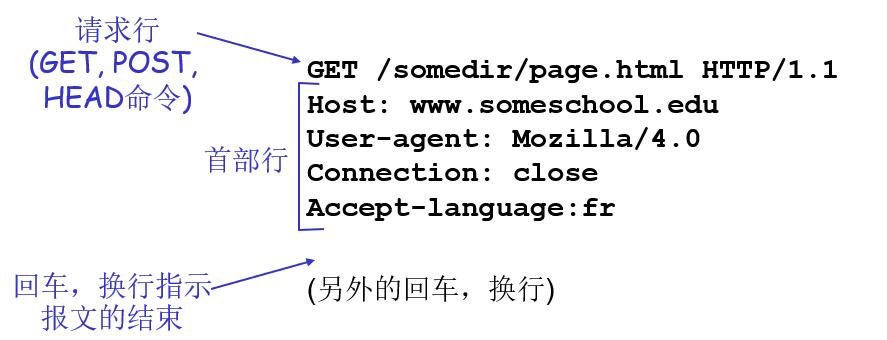 请求行
(GET, POST,
HEAD命令)
GET /somedir/page.html HTTP/1.1
Host: www.someschool.edu
User-agent: Mozilla/4.0
Connection: close
Accept-language:fr
首部行
回车，换行指示
报文的结束
(另外的回车，换行)